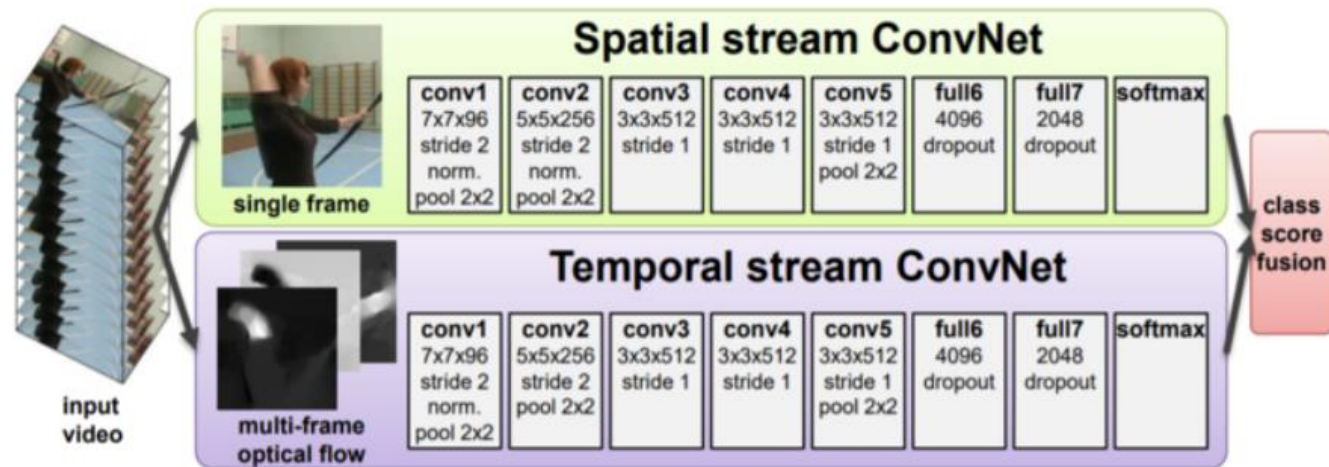 Spatial stream ConvNet
conv1
7x7x96
stride 2
norm.
pool 2x2
conv2
5x5x256
stride 2
norm.
pool 2x2
conv3
3x3x512
stride 1
conv4
3x3x512
stride 1
conv5
3x3x512
stride 1
pool 2x2
full6
4096
dropout
full7
2048
dropout
softmax
single frame
Temporal stream ConvNet
conv1
7x7x96
stride 2
norm.
pool 2x2
conv2
5x5x256
stride 2
pool 2x2
conv3
3x3x512
stride 1
conv4
3x3x512
stride 1
conv5
3x3x512
stride 1
pool 2x2
full6
4096
dropout
full7
2048
dropout
softmax
multi-frame
optical flow
input
video
class
score
fusion